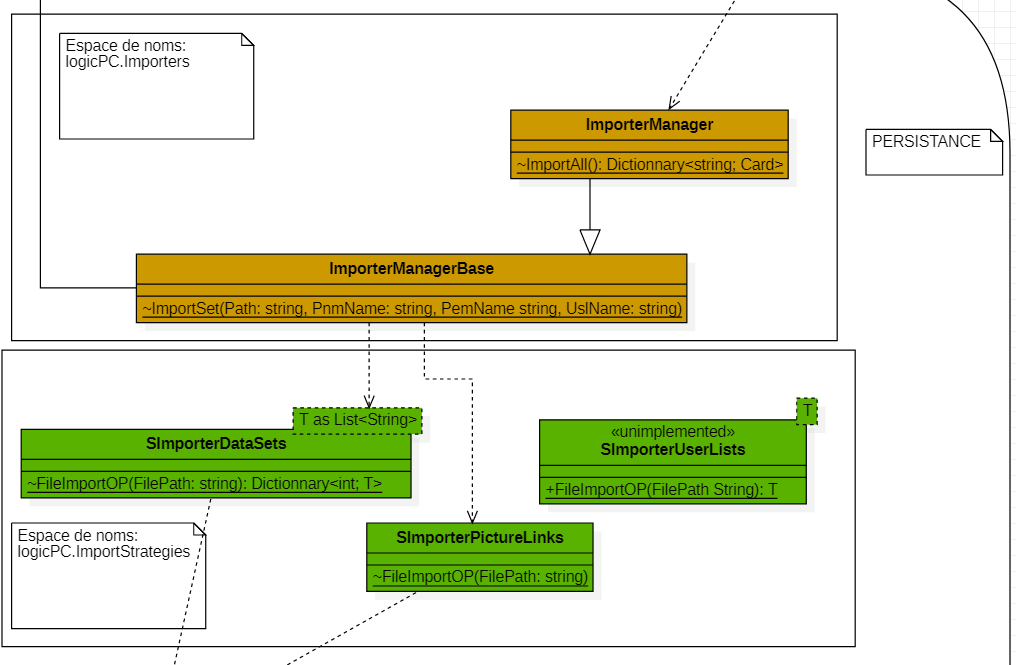 Espace de noms:
logicPC.Importers
ImporterManager
~ImportAll(): Dictionnary<string; Card>
PERSISTANCE
ImporterManagerBase
~ImportSet(Path: string, PnmName: string, PemName string, UslName: string)
T as List<String>
SImporterDataSets
~FileImportOP(FilePath: string): Dictionnary<int; T>
T
«unimplemented»
SImporterUserLists
+FileImportOP(FilePath String): T
Espace de noms:
logicPC.ImportStrategies
SImporterPictureLinks
~FileImportOP(FilePath: string)